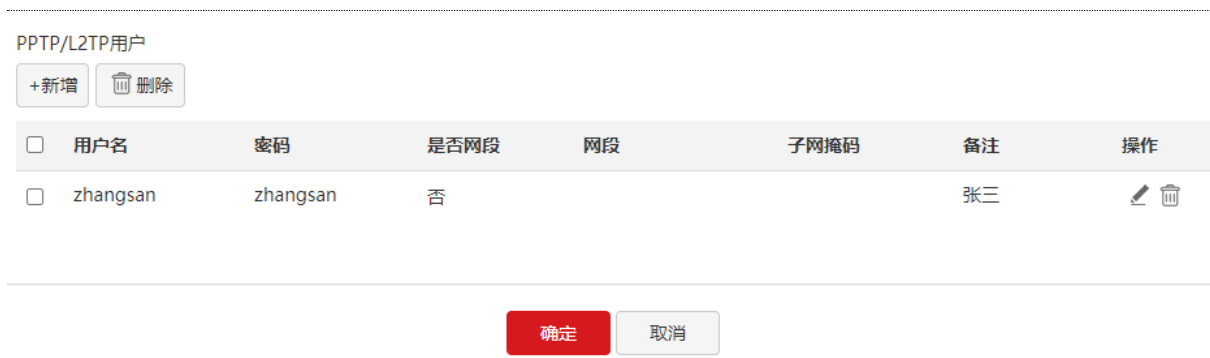 PPTP/L2TP用户
+新增 删除
用户名 密码 是否网段 网段 子网掩码 备注 操作
zhangsan zhangsan 否 张三
确定 取消